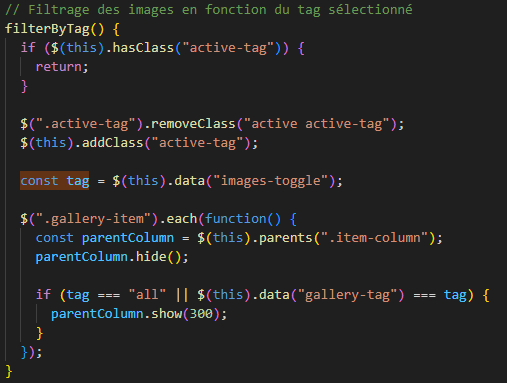 // Filtrage des images en fonction du tag sélectionné
filterByTag() {
if ($(this).hasClass("active-tag")) {
return;
}
$(".active-tag").removeClass("active active-tag");
$(this).addClass("active-tag");
const tag = $(this).data("images-toggle");
$(".gallery-item").each(function() {
const parentColumn = $(this).parents(".item-column");
parentColumn.hide();
if (tag === "all" || $(this).data("gallery-tag") === tag) {
parentColumn.show(300);
}
});
}